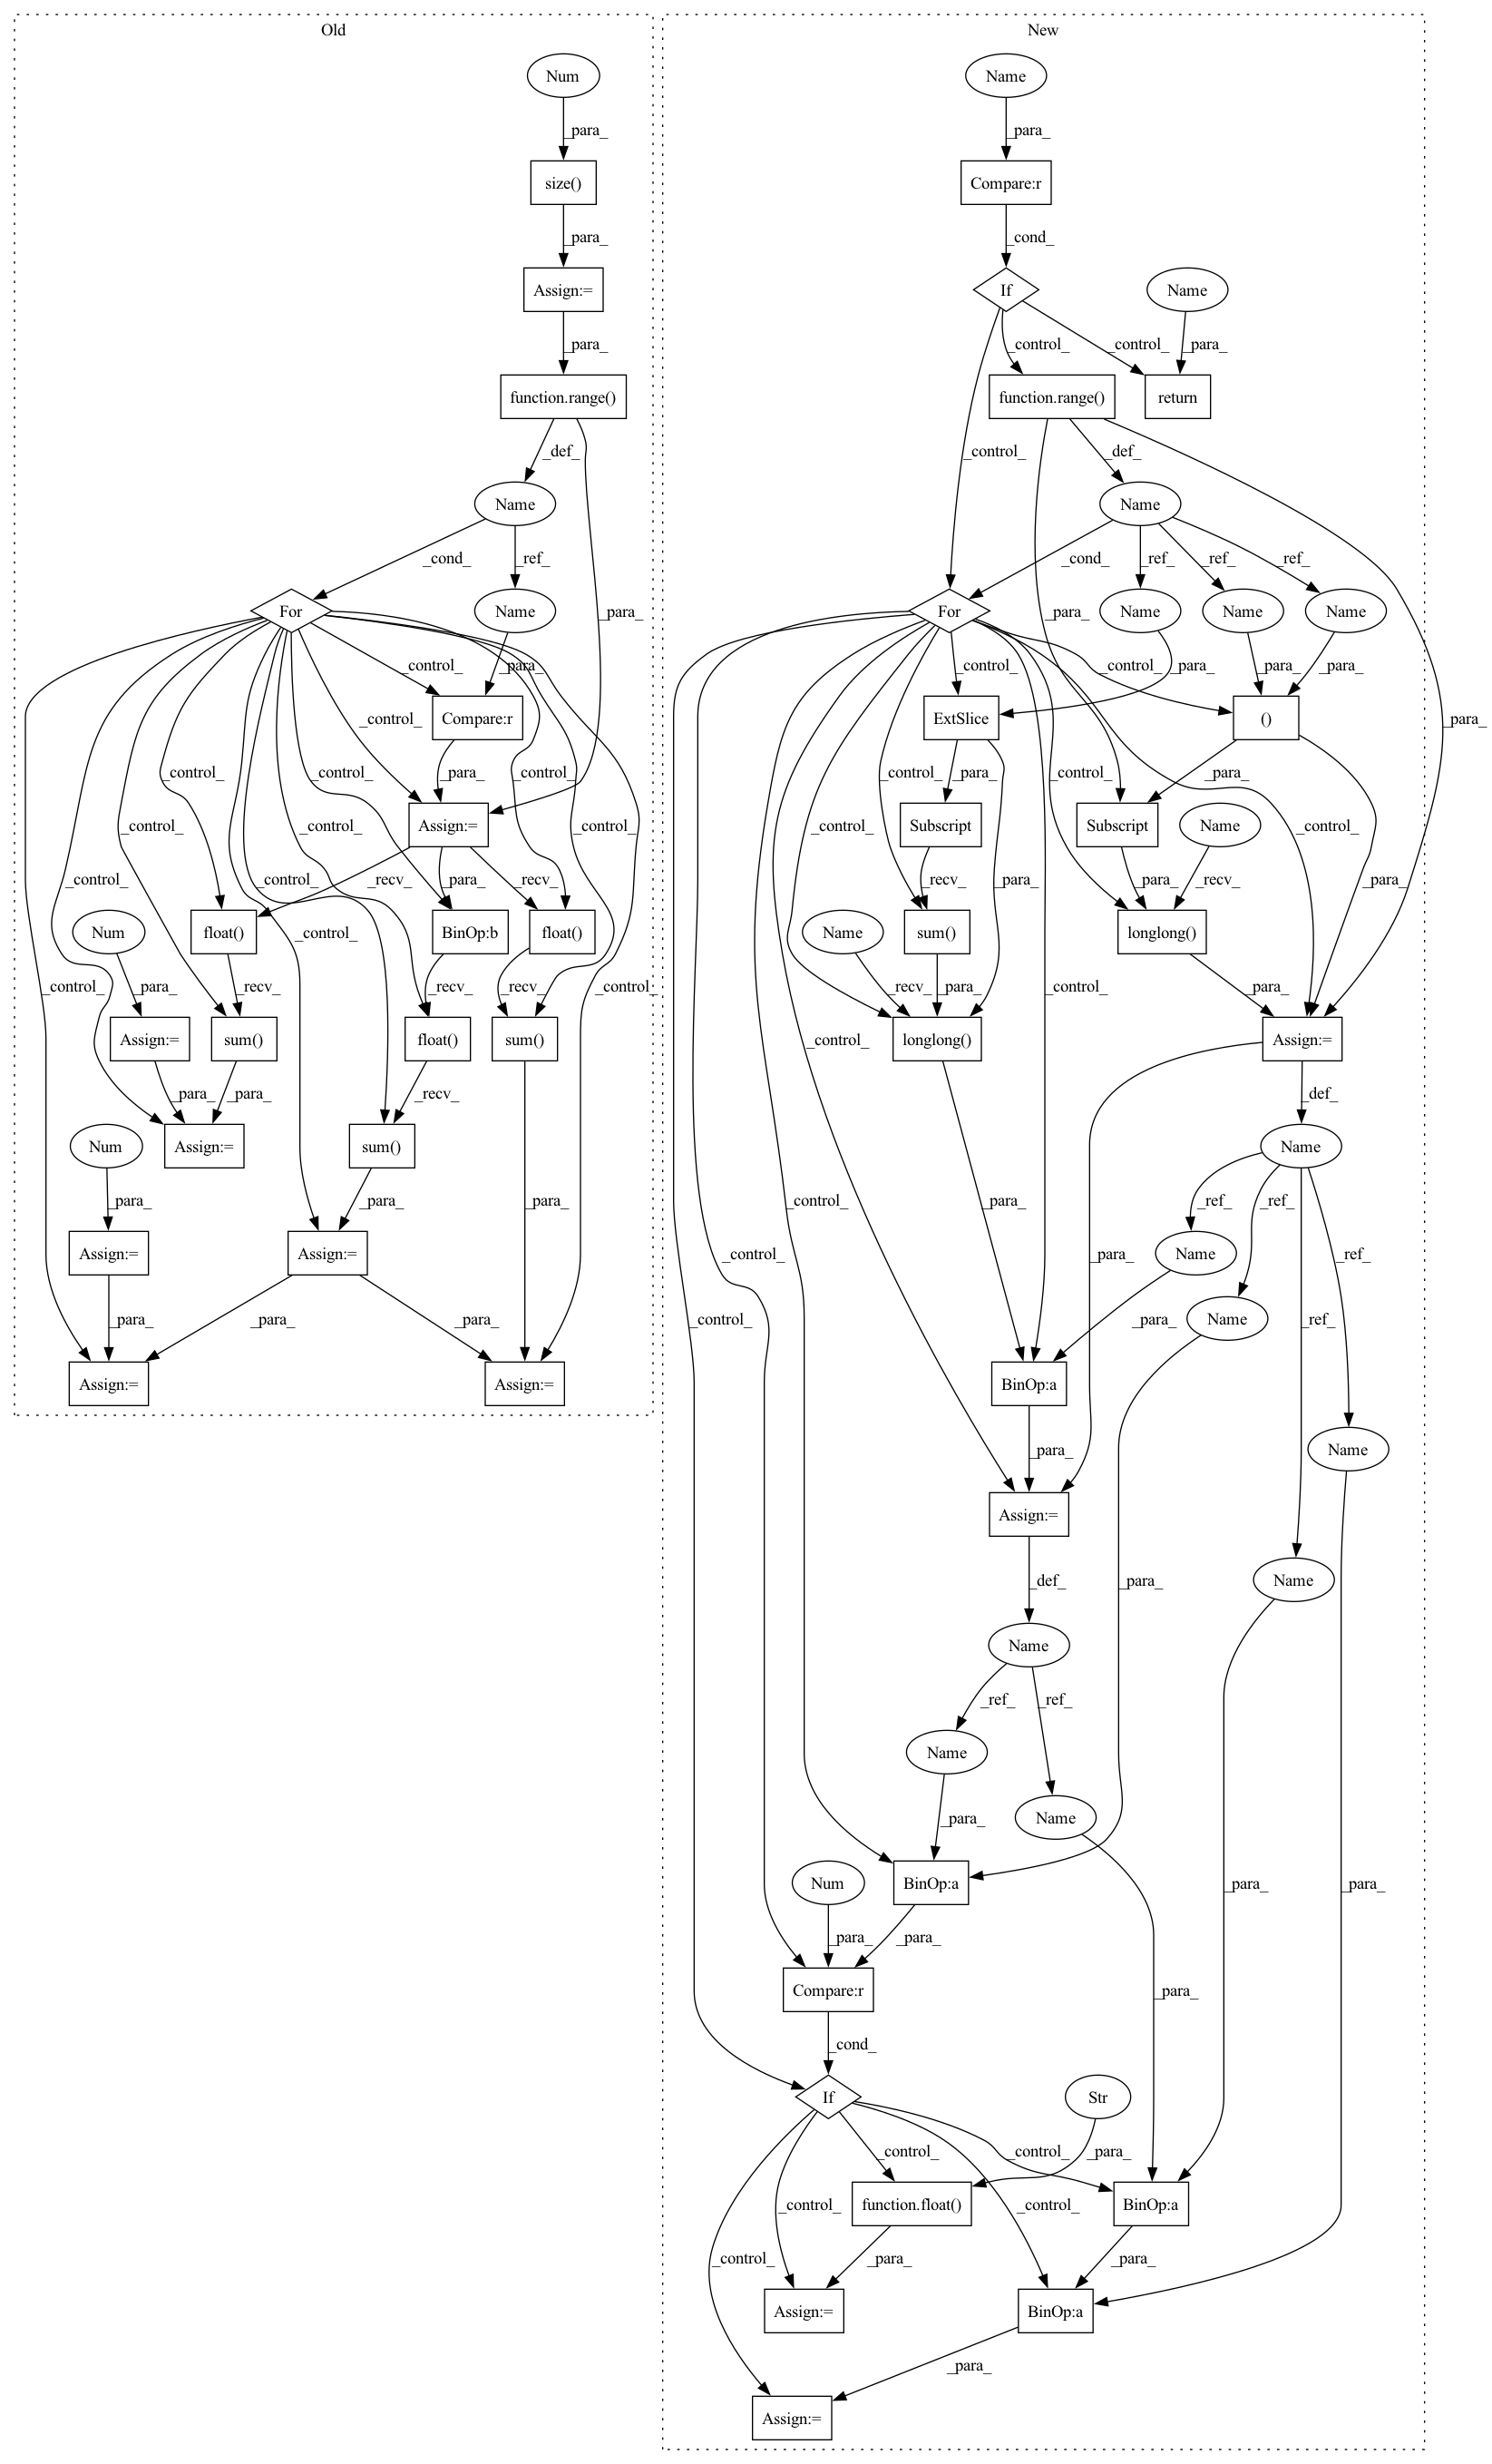 Old
New
Num
Name
_para_
_para_
size()
Compare:r
_para_
_cond_
Assign:=
If
Name
_para_
_control_
_control_
_para_
function.range()
function.range()
return
_def_
_control_
_def_
Name
Name
_cond_
_ref_
_para_
_cond_
_ref_
_ref_
_ref_
_para_
For
Name
For
Name
Name
Name
_control_
_para_
_control_
_para_
_control_
_para_
_para_
Compare:r
ExtSlice
()
_para_
_control_
_para_
_control_
_control_
_control_
_control_
_para_
_control_
_para_
_control_
_para_
Assign:=
Subscript
Subscript
Name
_control_
_control_
_control_
_control_
_control_
_control_
_recv_
_para_
_recv_
_recv_
_para_
_para_
_recv_
_para_
Num
float()
BinOp:b
float()
Name
sum()
longlong()
_control_
_control_
_para_
_recv_
_recv_
_recv_
_control_
_recv_
_para_
_control_
_para_
Assign:=
sum()
float()
sum()
longlong()
Assign:=
_control_
_para_
_para_
_recv_
_def_
Num
Assign:=
sum()
Name
_para_
_para_
_para_
_control_
_para_
_ref_
_ref_
Assign:=
Assign:=
Name
_control_
_para_
_ref_
_para_
_para_
_para_
_control_
_para_
_ref_
Name
Assign:=
Assign:=
BinOp:a
_para_
Name
Assign:=
_def_
_para_
Name
Name
_ref_
_ref_
Name
Name
_para_
Num
BinOp:a
_para_
_para_
_para_
_para_
Compare:r
_para_
_cond_
If
Str
_control_
_control_
_para_
_control_
function.float()
_control_
BinOp:a
_control_
_para_
_para_
Assign:=
BinOp:a
_para_
Assign:=